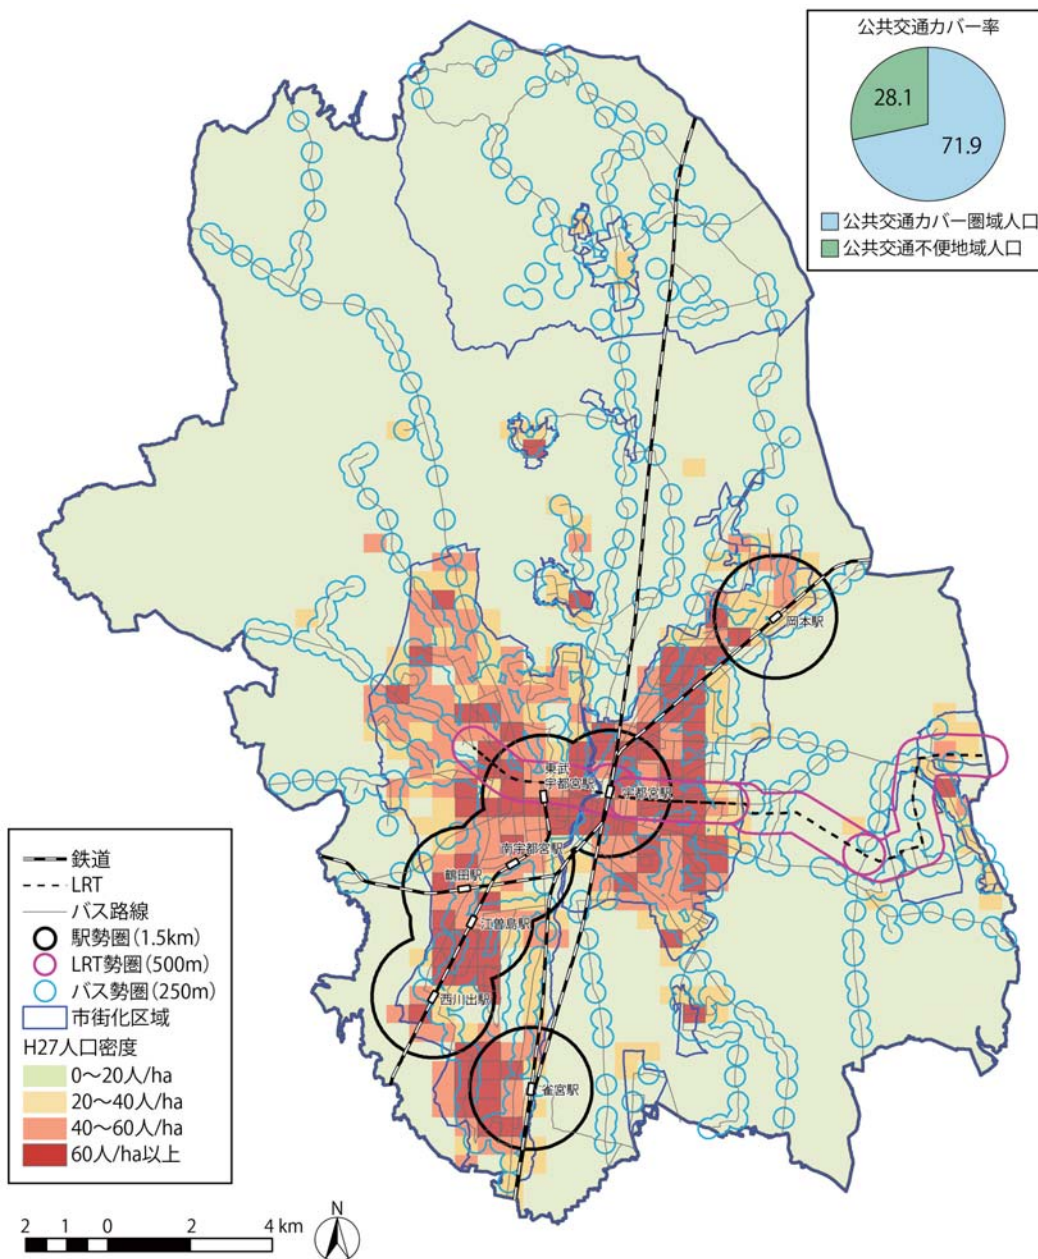 公共交通カバー率
28.1
71.9
公共交通カバー圏域人口
公共交通不便地域人口
岡本駅
東武
宇都宮駅
宇都宮駅
南宇都宮駅
鶴田駅
江曽島駅
西川出駅
雀宮駅
鉄道
LRT
バス路線
駅勢圏（1.5km）
LRT勢圏（500m）
バス勢圏（250m）
市街化区域
H27人口密度
0～20人/ha
20～40人/ha
40～60人/ha
60人/ha以上
2 1 0 2 4 km
N